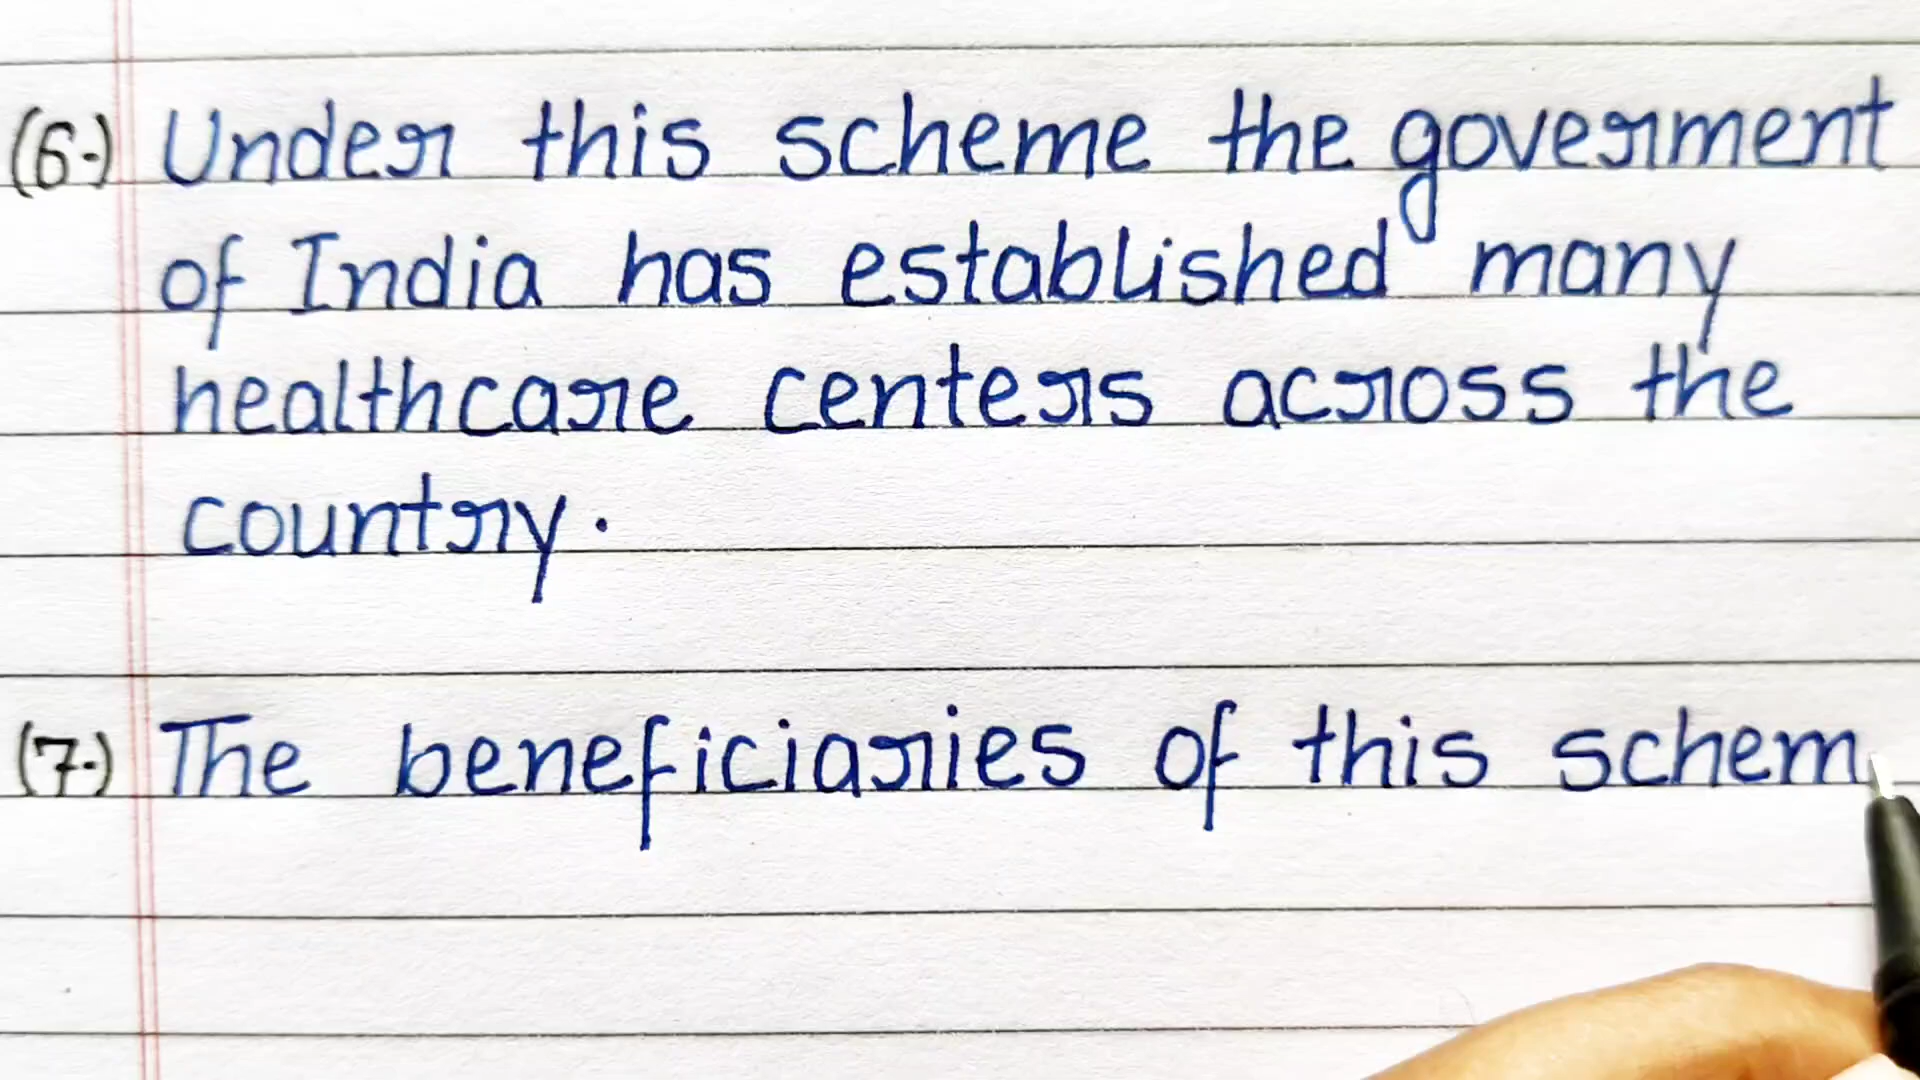 (6.) Under this scheme the goverment
of India has established many
healthcare centers across the
country.
(7.) The beneficiaries of this schem